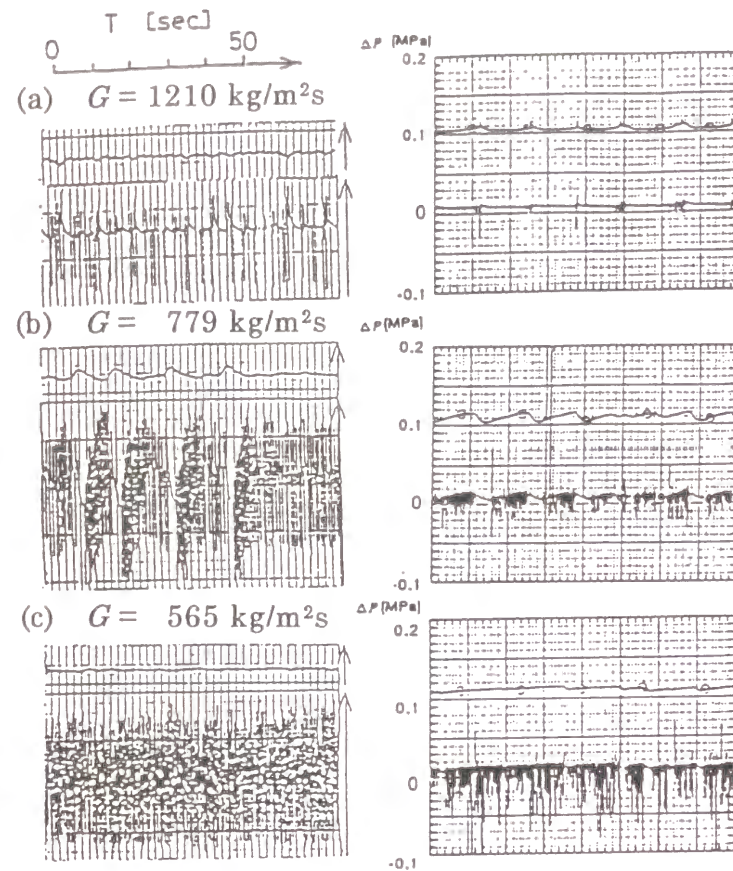 T [sec]
0 50
(a) G = 1210 kg/m²s
ΔP [MPa]
0.2
0.1
0
-0.1
(b) G = 779 kg/m²s
ΔP [MPa]
0.2
0.1
0
-0.1
(c) G = 565 kg/m²s
ΔP [MPa]
0.2
0.1
0
-0.1